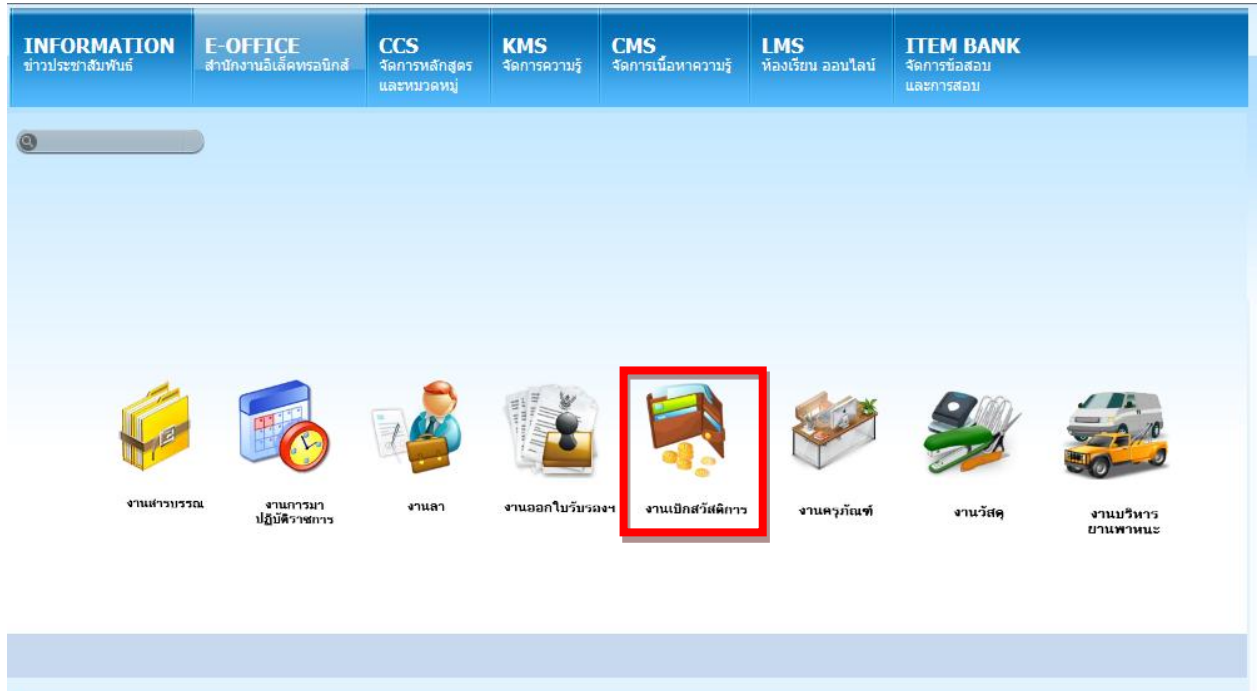 INFORMATION
ข่าวประชาสัมพันธ์
E-OFFICE
สำนักงานอิเล็คทรอนิกส์
CCS
จัดการหลักสูตร
และหมวดหมู่
KMS
จัดการความรู้
CMS
จัดการเนื้อหาความรู้
LMS
ห้องเรียน ออนไลน์
ITEM BANK
จัดการข้อสอบ
และการสอบ
งานสารบรรณ
งานการมา
ปฏิบัติราชการ
งานลา
งานออกใบรับรองฯ
งานเบิกสวัสดิการ
งานครุภัณฑ์
งานวัสดุ
งานบริหาร
ยานพาหนะ